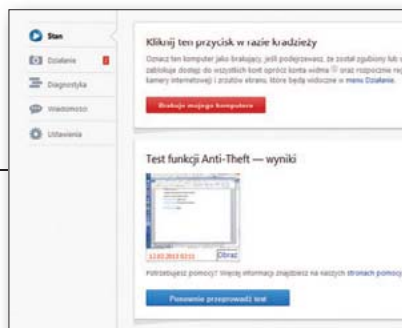 Stan
Działanie
Diagnostyka
Wiadomości
Ustawienia
Kliknij ten przycisk w razie kradzieży
Oznacz ten komputer jako brakujący, jeśli podejrzewasz, że został zgubiony lub
zablokuje dostęp do wszystkich kont oprócz konta widma oraz rozpocznie
kamery internetowej i zrzutów ekranu, które będą widoczne w menu Działanie.
Brakuje mojego komputera
Test funkcji Anti-Theft — wyniki
Obraz
Potrzebujesz pomocy? Więcej informacji znajdziesz na naszych stronach pomocy
Ponownie przeprowadź test